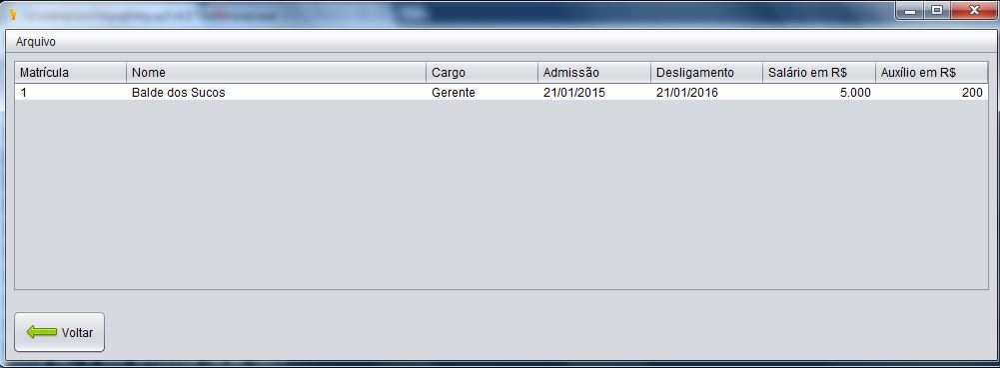 Arquivo
Matrícula Nome Cargo Admissão Desligamento Salário em R$ Auxílio em R$
1 Balde dos Sucos Gerente 21/01/2015 21/01/2016 5.000 200
Voltar